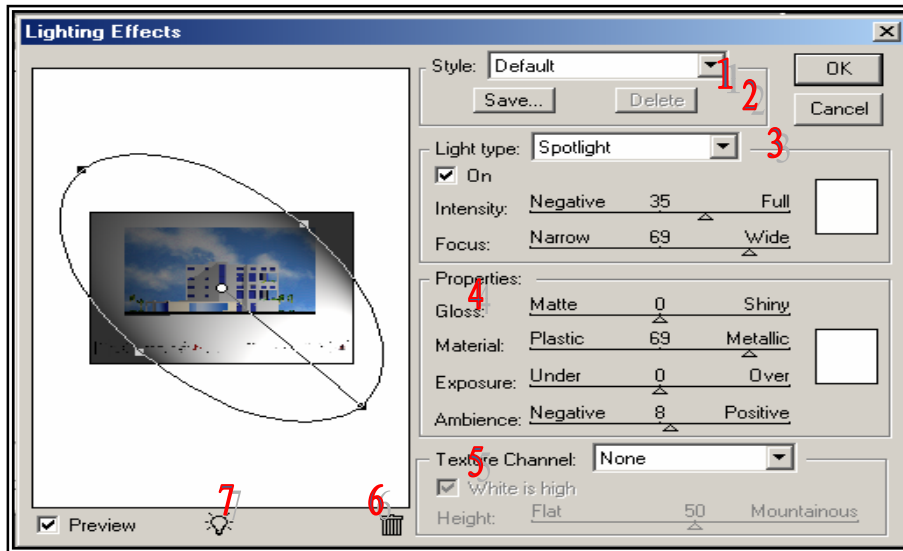 Lighting Effects
Style: Default
1
Save... Delete
2
OK
Cancel
Light type: Spotlight
3
On
Intensity: Negative 35 Full
Focus: Narrow 69 Wide
Properties:
4
Gloss: Matte 0 Shiny
Material: Plastic 69 Metallic
Exposure: Under 0 Over
Ambience: Negative 8 Positive
Texture Channel: None
5
White is high
Height: Flat 50 Mountainous
7
6
Preview